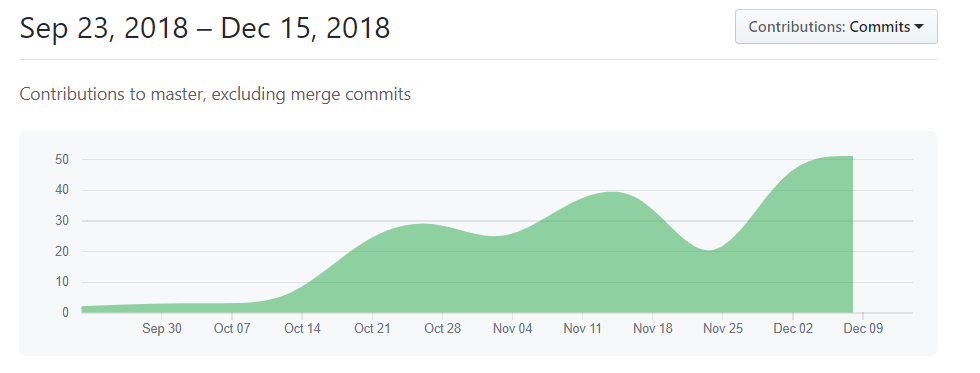 Sep 23, 2018 – Dec 15, 2018
Contributions: Commits
Contributions to master, excluding merge commits
50
40
30
20
10
0
Sep 30 Oct 07 Oct 14 Oct 21 Oct 28 Nov 04 Nov 11 Nov 18 Nov 25 Dec 02 Dec 09